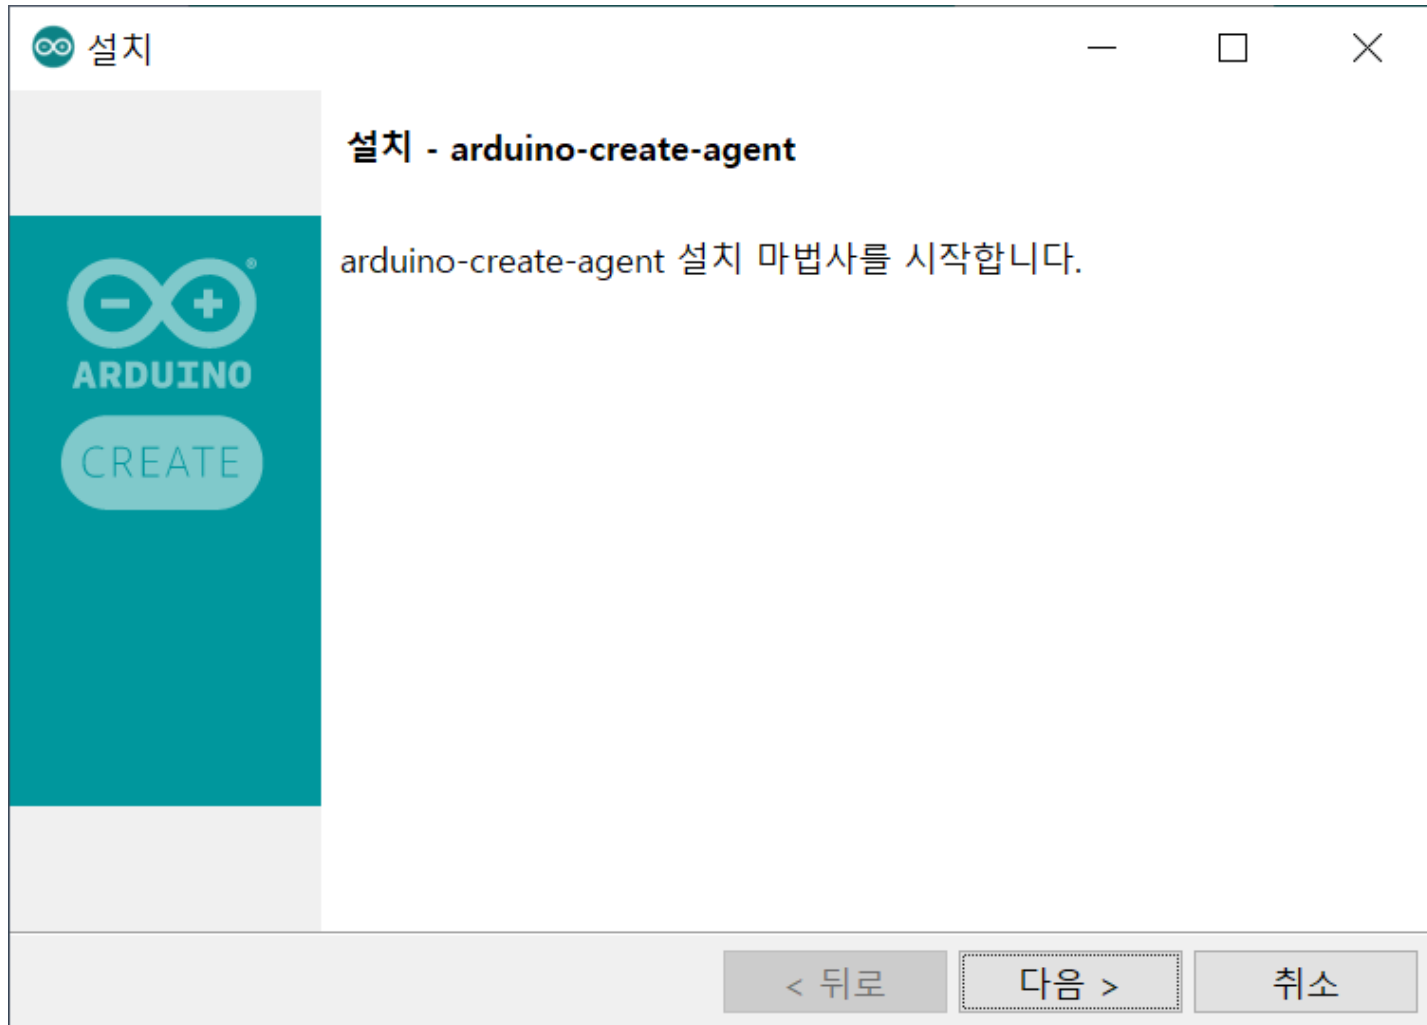 설치
설치 - arduino-create-agent
arduino-create-agent 설치 마법사를 시작합니다.
ARDUINO
CREATE
< 뒤로
다음 >
취소